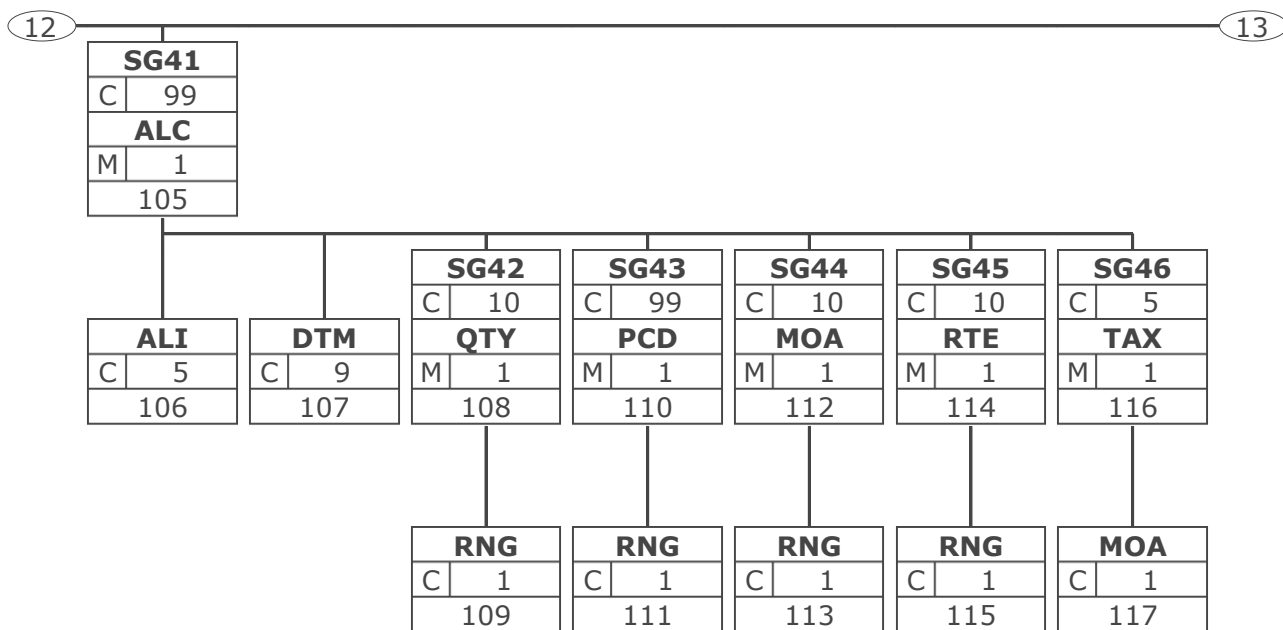 12 13
SG41
C 99
ALC
M 1
105
SG42 SG43 SG44 SG45 SG46
C 10 C 99 C 10 C 10 C 5
ALI DTM QTY PCD MOA RTE TAX
C 5 C 9 M 1 M 1 M 1 M 1 M 1
106 107 108 110 112 114 116
RNG RNG RNG RNG MOA
C 1 C 1 C 1 C 1 C 1
109 111 113 115 117